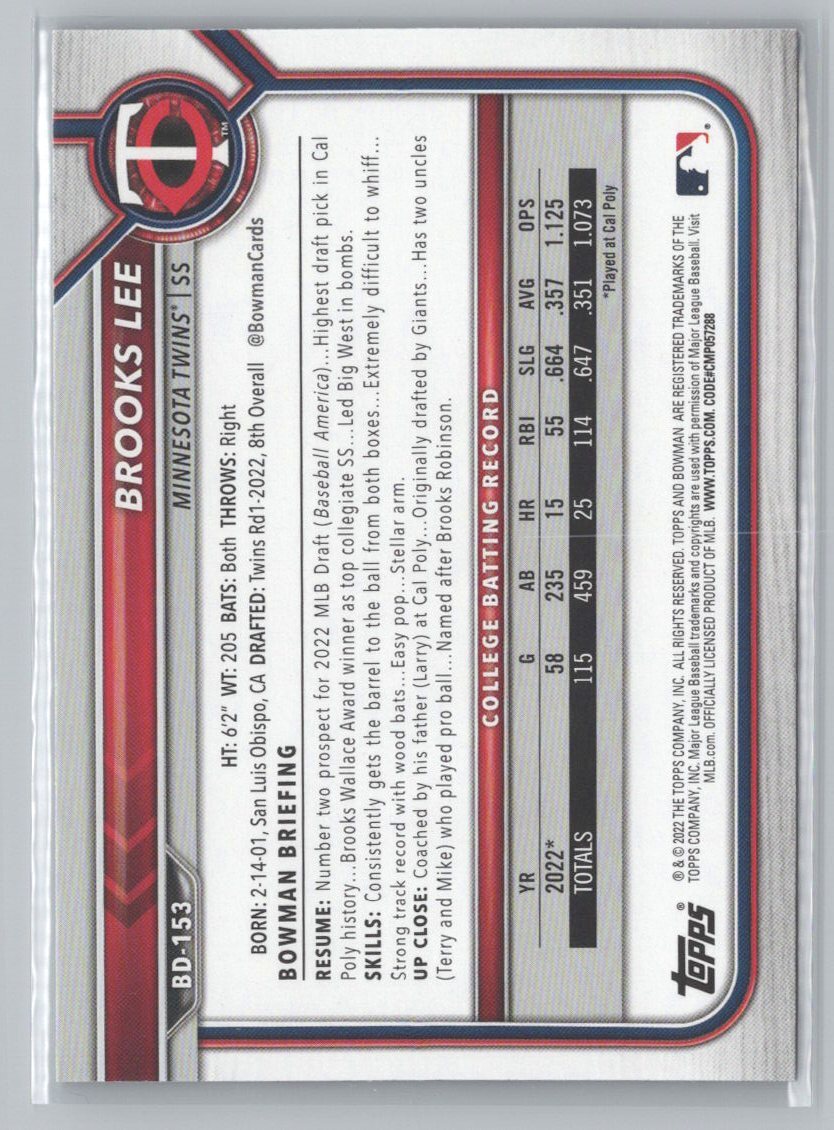 BD-153
BROOKS LEE
MINNESOTA TWINS® | SS
TC™
HT: 6'2" WT: 205 BATS: Both THROWS: Right
BORN: 2-14-01, San Luis Obispo, CA DRAFTED: Twins Rd1-2022, 8th Overall @BowmanCards
BOWMAN BRIEFING
RESUME: Number two prospect for 2022 MLB Draft (Baseball America)...Highest draft pick in Cal
Poly history...Brooks Wallace Award winner as top collegiate SS...Led Big West in bombs.
SKILLS: Consistently gets the barrel to the ball from both boxes...Extremely difficult to whiff...
Strong track record with wood bats...Easy pop...Stellar arm.
UP CLOSE: Coached by his father (Larry) at Cal Poly...Originally drafted by Giants...Has two uncles
(Terry and Mike) who played pro ball...Named after Brooks Robinson.
COLLEGE BATTING RECORD
YR G AB HR RBI SLG AVG OPS
2022* 58 235 15 55 .664 .357 1.125
TOTALS 115 459 25 114 .647 .351 1.073
*Played at Cal Poly
topps®
® & © 2022 THE TOPPS COMPANY, INC. ALL RIGHTS RESERVED. TOPPS AND BOWMAN ARE REGISTERED TRADEMARKS OF THE
TOPPS COMPANY, INC. Major League Baseball trademarks and copyrights are used with permission of Major League Baseball. Visit
MLB.com. OFFICIALLY LICENSED PRODUCT OF MLB. WWW.TOPPS.COM. CODE#CMP057288